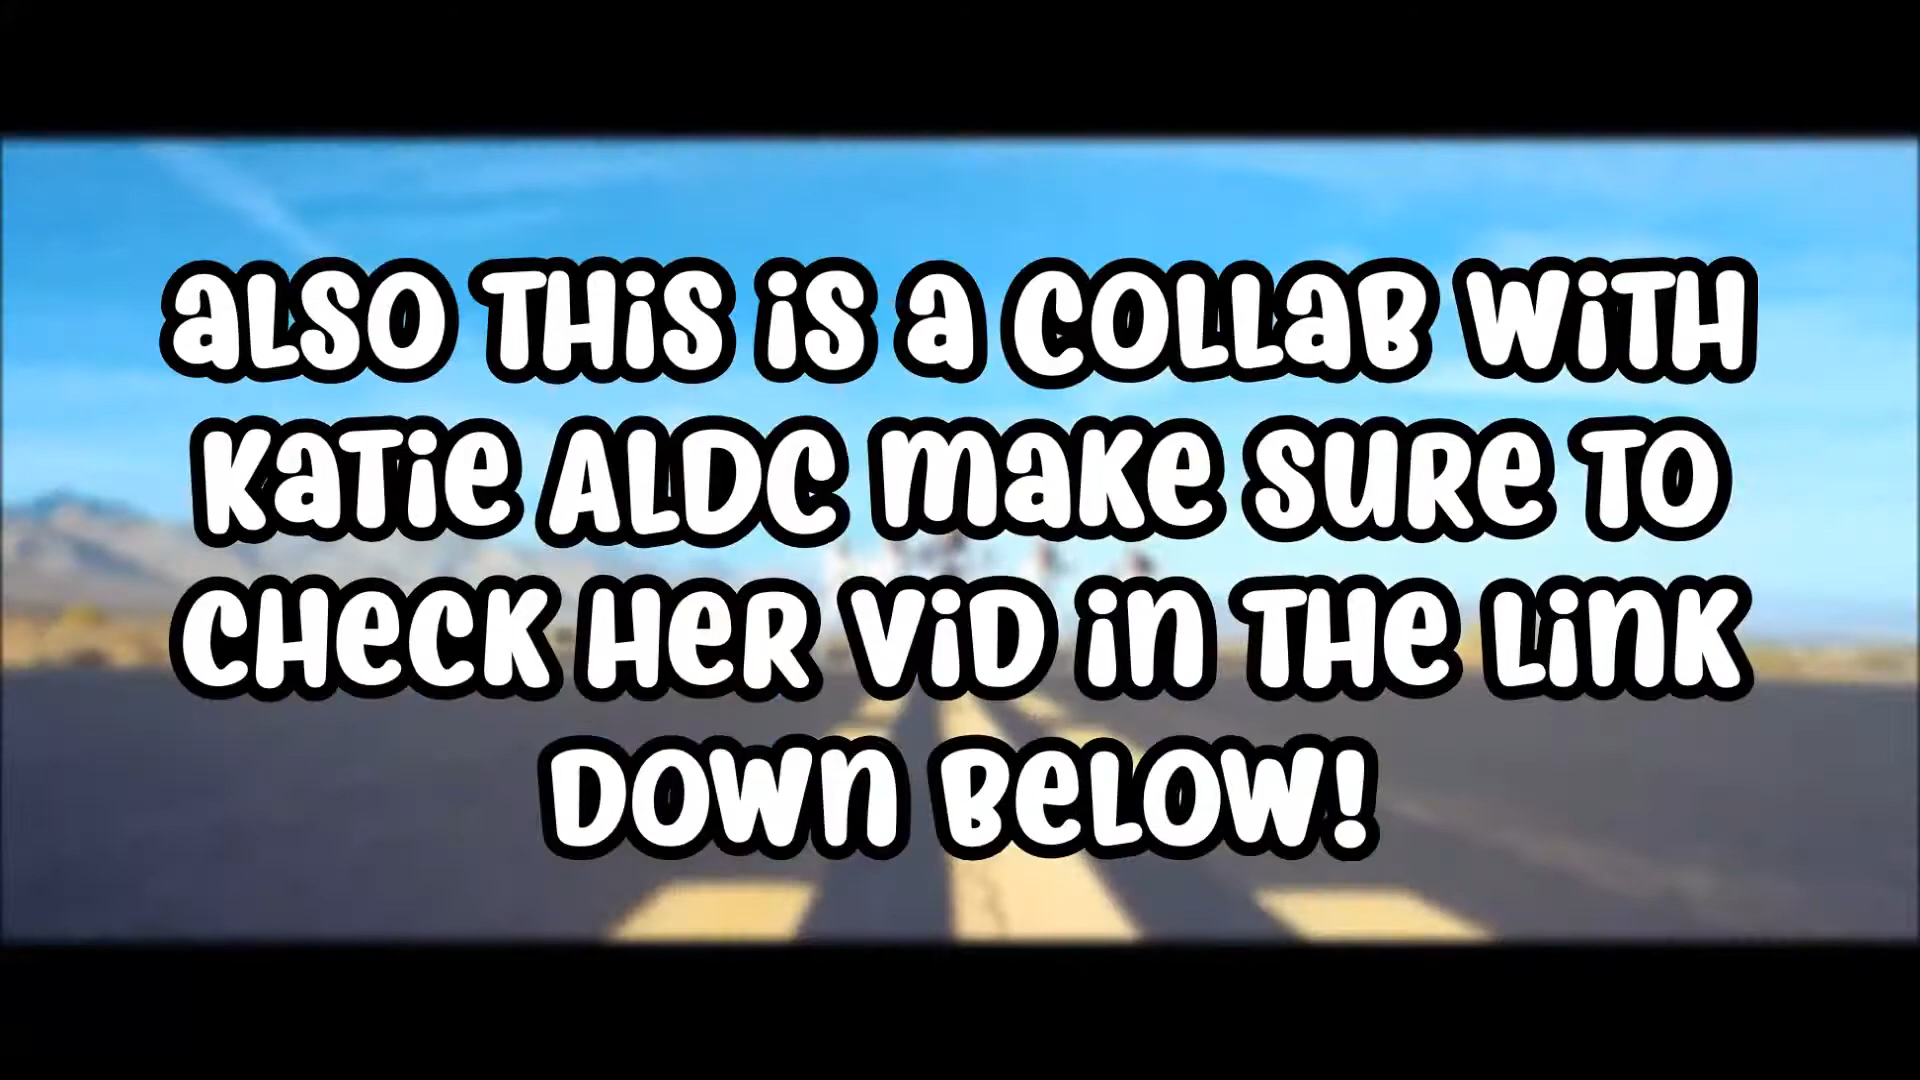 aLSO THiS iS a COLLaB WiTH
KaTie ALDC make SURe TO
CHeCK HeR ViD in THe Link
DOWn BeLOW!